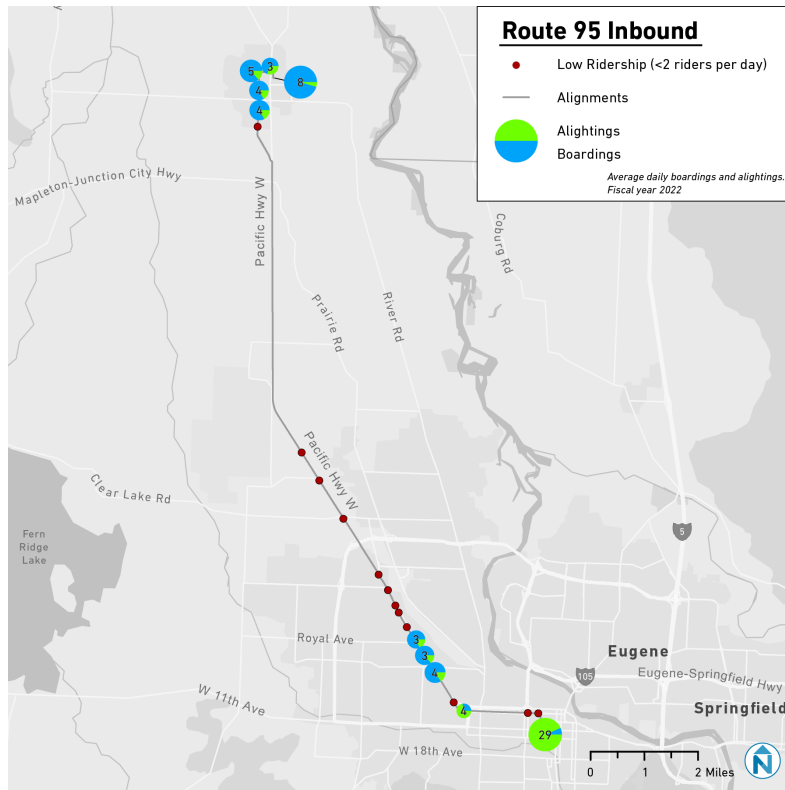 Route 95 Inbound
Low Ridership (<2 riders per day)
Alignments
Alightings
Boardings
Average daily boardings and alightings.
Fiscal year 2022
5
3
8
4
4
Mapleton-Junction City Hwy
Pacific Hwy W
Coburg Rd
Prairie Rd
River Rd
Pacific Hwy W
Clear Lake Rd
Fern
Ridge
Lake
5
Royal Ave
3
3
4
Eugene
105
Eugene-Springfield Hwy
W 11th Ave
4
Springfield
29
W 18th Ave
0 1 2 Miles
N